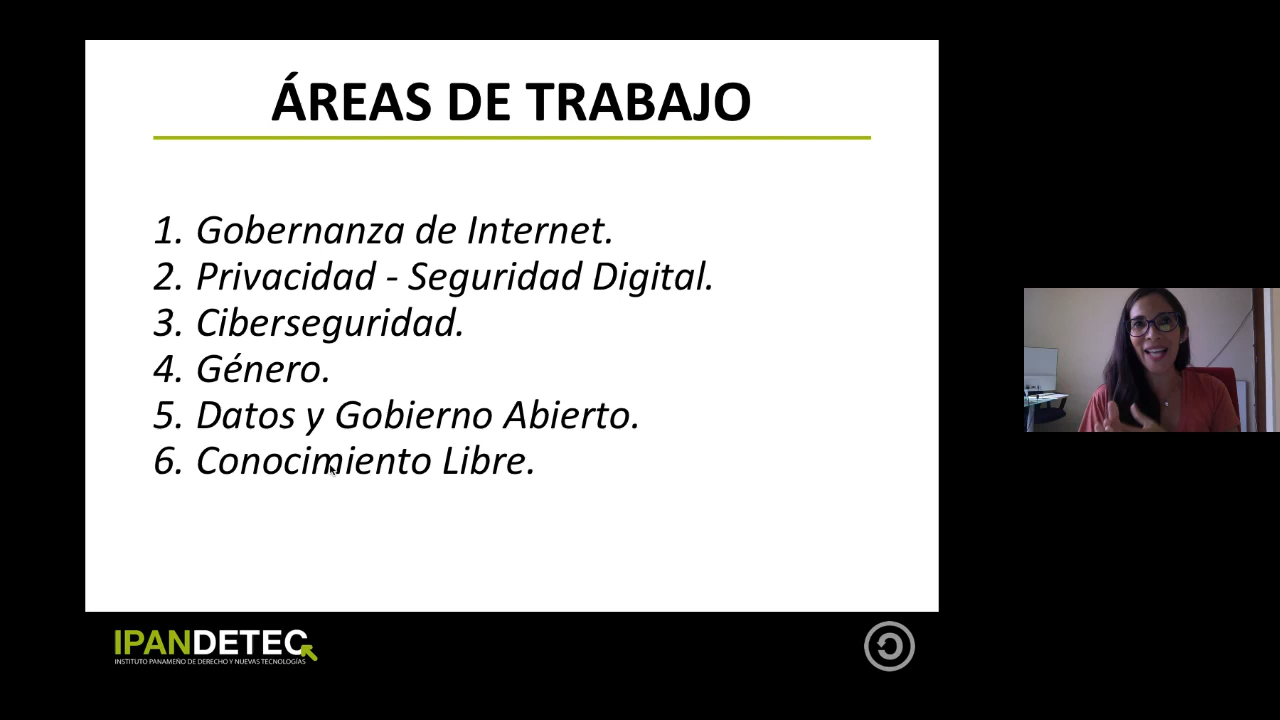 ÁREAS DE TRABAJO
1. Gobernanza de Internet.
2. Privacidad - Seguridad Digital.
3. Ciberseguridad.
4. Género.
5. Datos y Gobierno Abierto.
6. Conocimiento Libre.
IPANDETEC
INSTITUTO PANAMEÑO DE DERECHO Y NUEVAS TECNOLOGÍAS